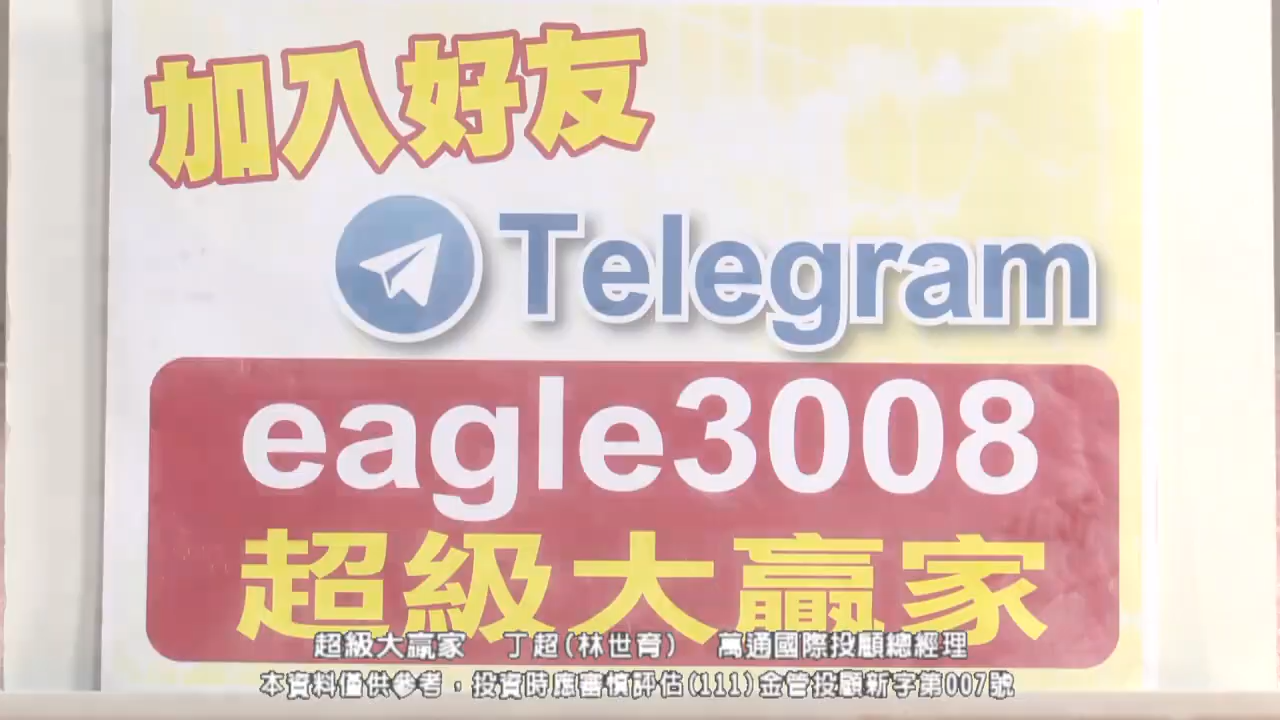 加入好友
Telegram
eagle3008
超級大贏家
超級大贏家 丁超(林世育) 萬通國際投顧總經理
本資料僅供參考,投資時應審慎評估(111)金管投顧新字第007號